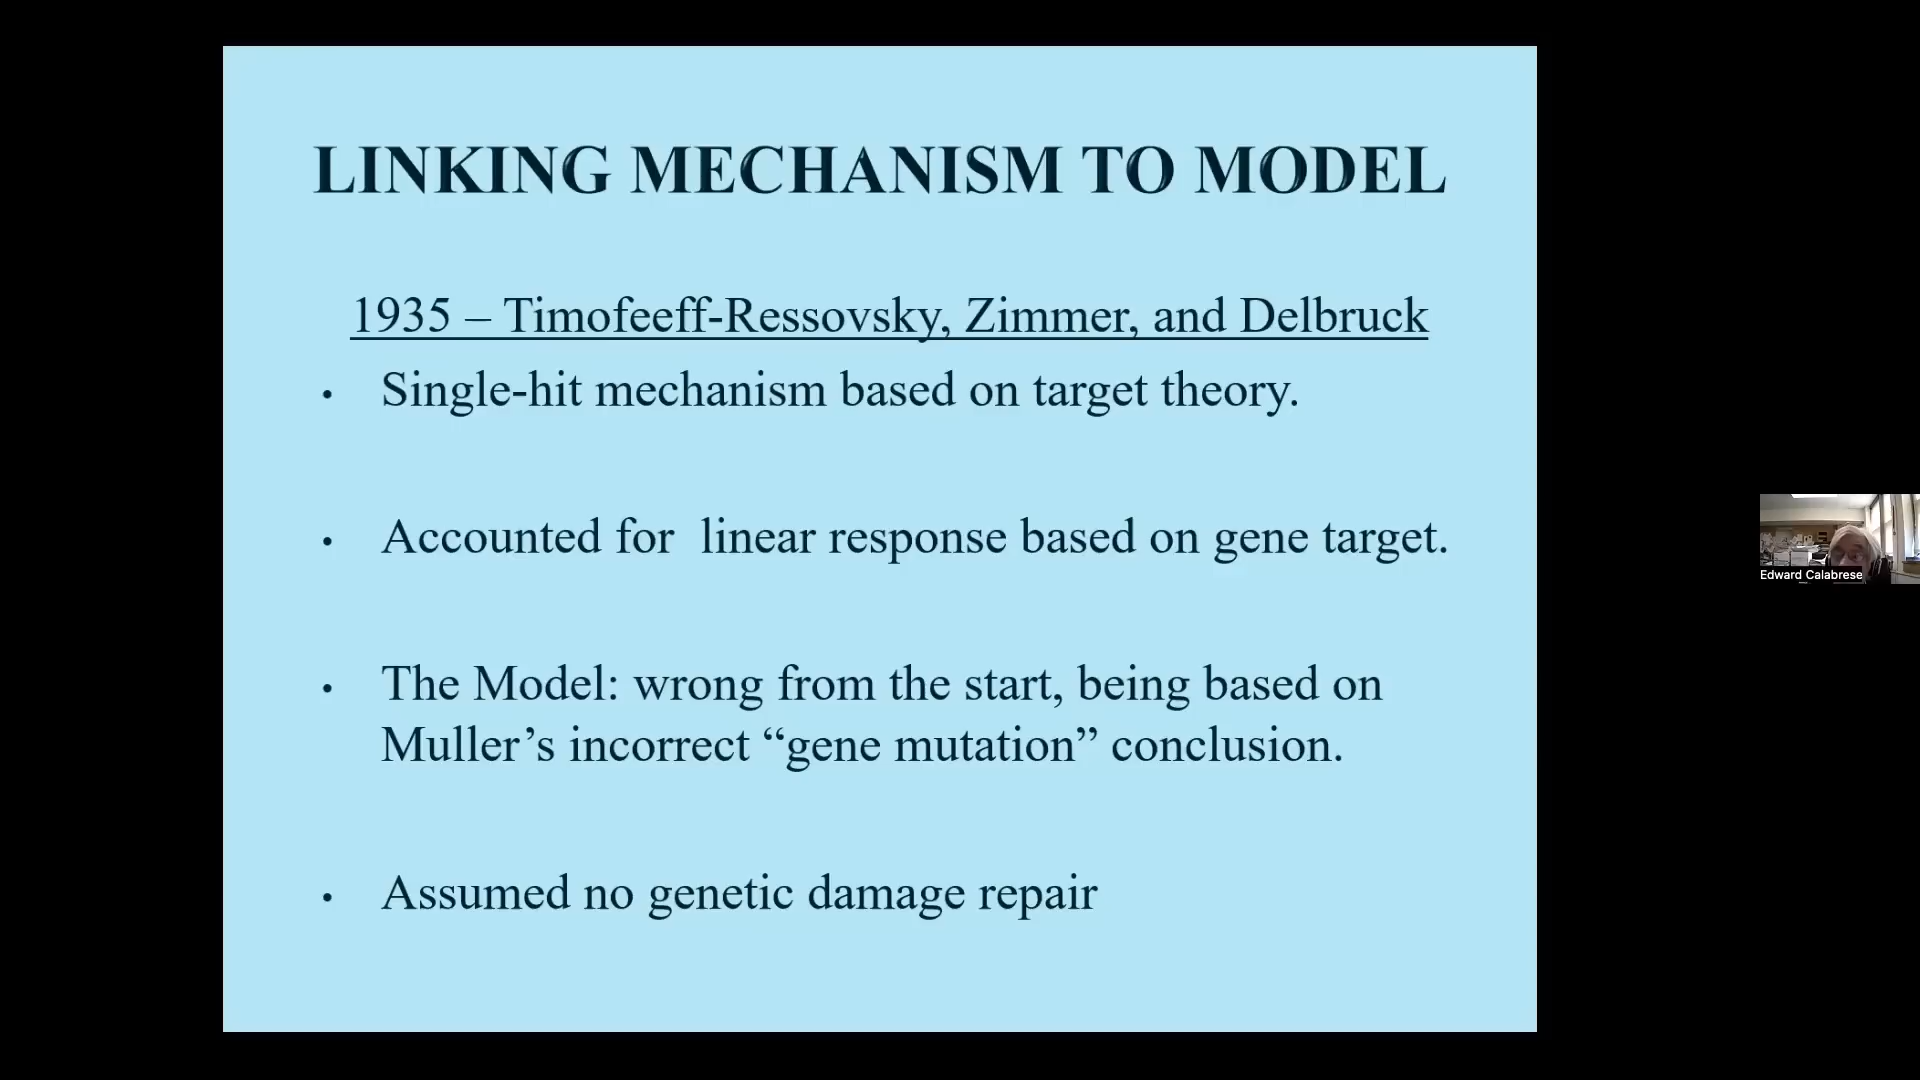 LINKING MECHANISM TO MODEL
1935 – Timofeeff-Ressovsky, Zimmer, and Delbruck
• Single-hit mechanism based on target theory.
• Accounted for  linear response based on gene target.
• The Model: wrong from the start, being based on
Muller’s incorrect “gene mutation” conclusion.
• Assumed no genetic damage repair
Edward Calabrese